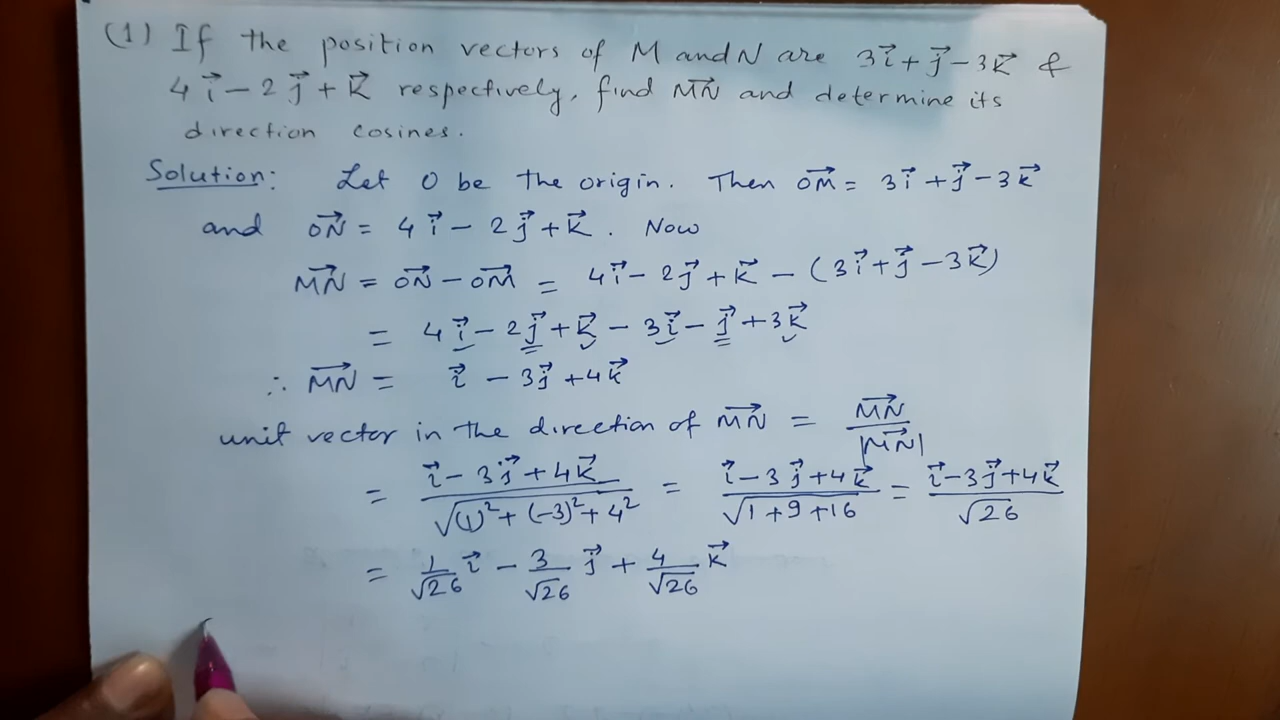 (1) If the position vectors of M and N are 3i⃗ + j⃗ − 3k⃗ &
4i⃗ − 2j⃗ + k⃗ respectively, find MN⃗ and determine its
direction cosines.
Solution: Let O be the origin. Then OM⃗ = 3i⃗ + j⃗ − 3k⃗
and ON⃗ = 4i⃗ − 2j⃗ + k⃗. Now
MN⃗ = ON⃗ − OM⃗ = 4i⃗ − 2j⃗ + k⃗ − (3i⃗ + j⃗ − 3k⃗)
= 4i⃗ − 2j⃗ + k⃗ − 3i⃗ − j⃗ + 3k⃗
∴ MN⃗ = i⃗ − 3j⃗ + 4k⃗
unit vector in the direction of MN⃗ = MN⃗ / |MN⃗|
= (i⃗ − 3j⃗ + 4k⃗) / √((1)² + (−3)² + 4²) = (i⃗ − 3j⃗ + 4k⃗) / √(1 + 9 + 16) = (i⃗ − 3j⃗ + 4k⃗) / √26
= 1/√26 i⃗ − 3/√26 j⃗ + 4/√26 k⃗